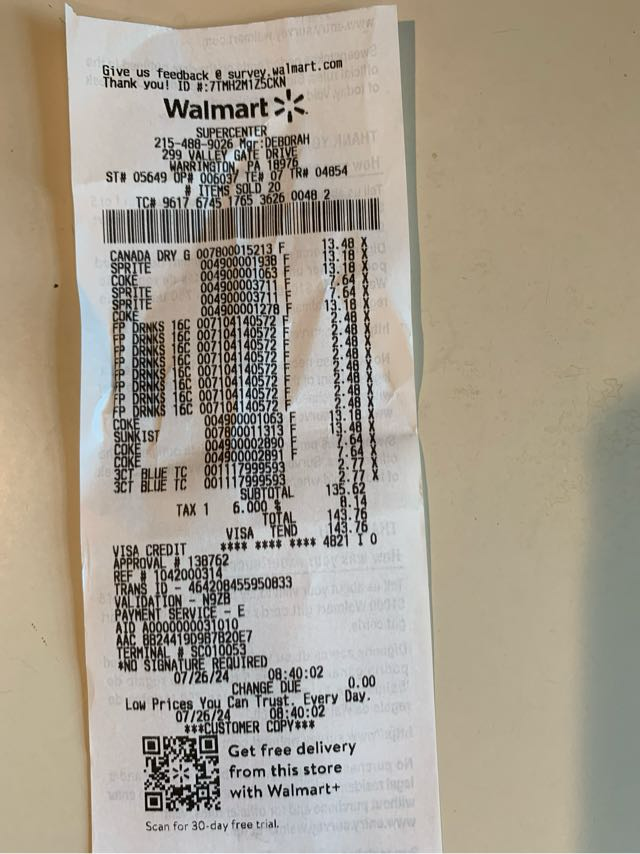 Give us feedback @ survey.walmart.com
Thank you! ID #:7TMH2M1Z5CKN
Walmart
SUPERCENTER
215-488-9026 Mgr:DEBORAH
299 VALLEY GATE DRIVE
WARRINGTON, PA 18976
ST# 05649 OP# 006037 TE# 07 TR# 04854
# ITEMS SOLD 20
TC# 9617 6745 1765 3626 0048 2
CANADA DRY G 007800015213 F 13.48 X
SPRITE 004900001938 F 13.18 X
COKE 004900001063 F 13.18 X
SPRITE 004900003711 F 7.64 X
SPRITE 004900003711 F 7.64 X
COKE 004900001278 F 13.18 X
FP DRNKS 16C 007104140572 F 2.48 X
FP DRNKS 16C 007104140572 F 2.48 X
FP DRNKS 16C 007104140572 F 2.48 X
FP DRNKS 16C 007104140572 F 2.48 X
FP DRNKS 16C 007104140572 F 2.48 X
FP DRNKS 16C 007104140572 F 2.48 X
FP DRNKS 16C 007104140572 F 2.48 X
FP DRNKS 16C 007104140572 F 2.48 X
COKE 004900001063 F 13.18 X
SUNKIST 007800011313 F 13.48 X
COKE 004900002890 F 7.64 X
COKE 004900002891 F 7.64 X
3CT BLUE TC 001117999593 2.77 X
3CT BLUE TC 001117999593 2.77 X
SUBTOTAL 135.62
TAX 1 6.000 % 8.14
TOTAL 143.76
VISA TEND 143.76
VISA CREDIT **** **** **** 4821 I 0
APPROVAL # 138762
REF # 1042000314
TRANS ID - 464208455950833
VALIDATION - N9ZB
PAYMENT SERVICE - E
AID A0000000031010
AAC 8B24419D987B20E7
TERMINAL # SC010053
*NO SIGNATURE REQUIRED
07/26/24 08:40:02
CHANGE DUE 0.00
Low Prices You Can Trust. Every Day.
07/26/24 08:40:02
***CUSTOMER COPY***
Get free delivery
from this store
with Walmart+
Scan for 30-day free trial.